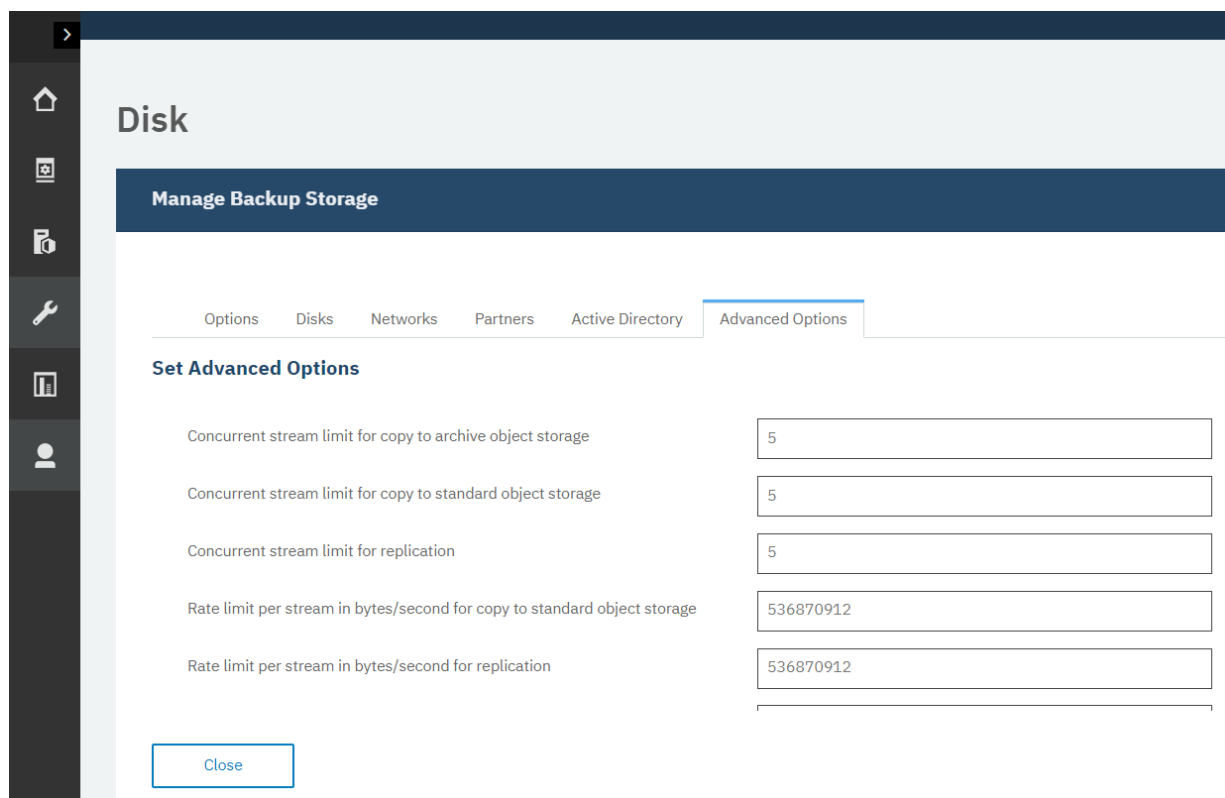 Disk
Manage Backup Storage
Options Disks Networks Partners Active Directory Advanced Options
Set Advanced Options
Concurrent stream limit for copy to archive object storage 5
Concurrent stream limit for copy to standard object storage 5
Concurrent stream limit for replication 5
Rate limit per stream in bytes/second for copy to standard object storage 536870912
Rate limit per stream in bytes/second for replication 536870912
Close